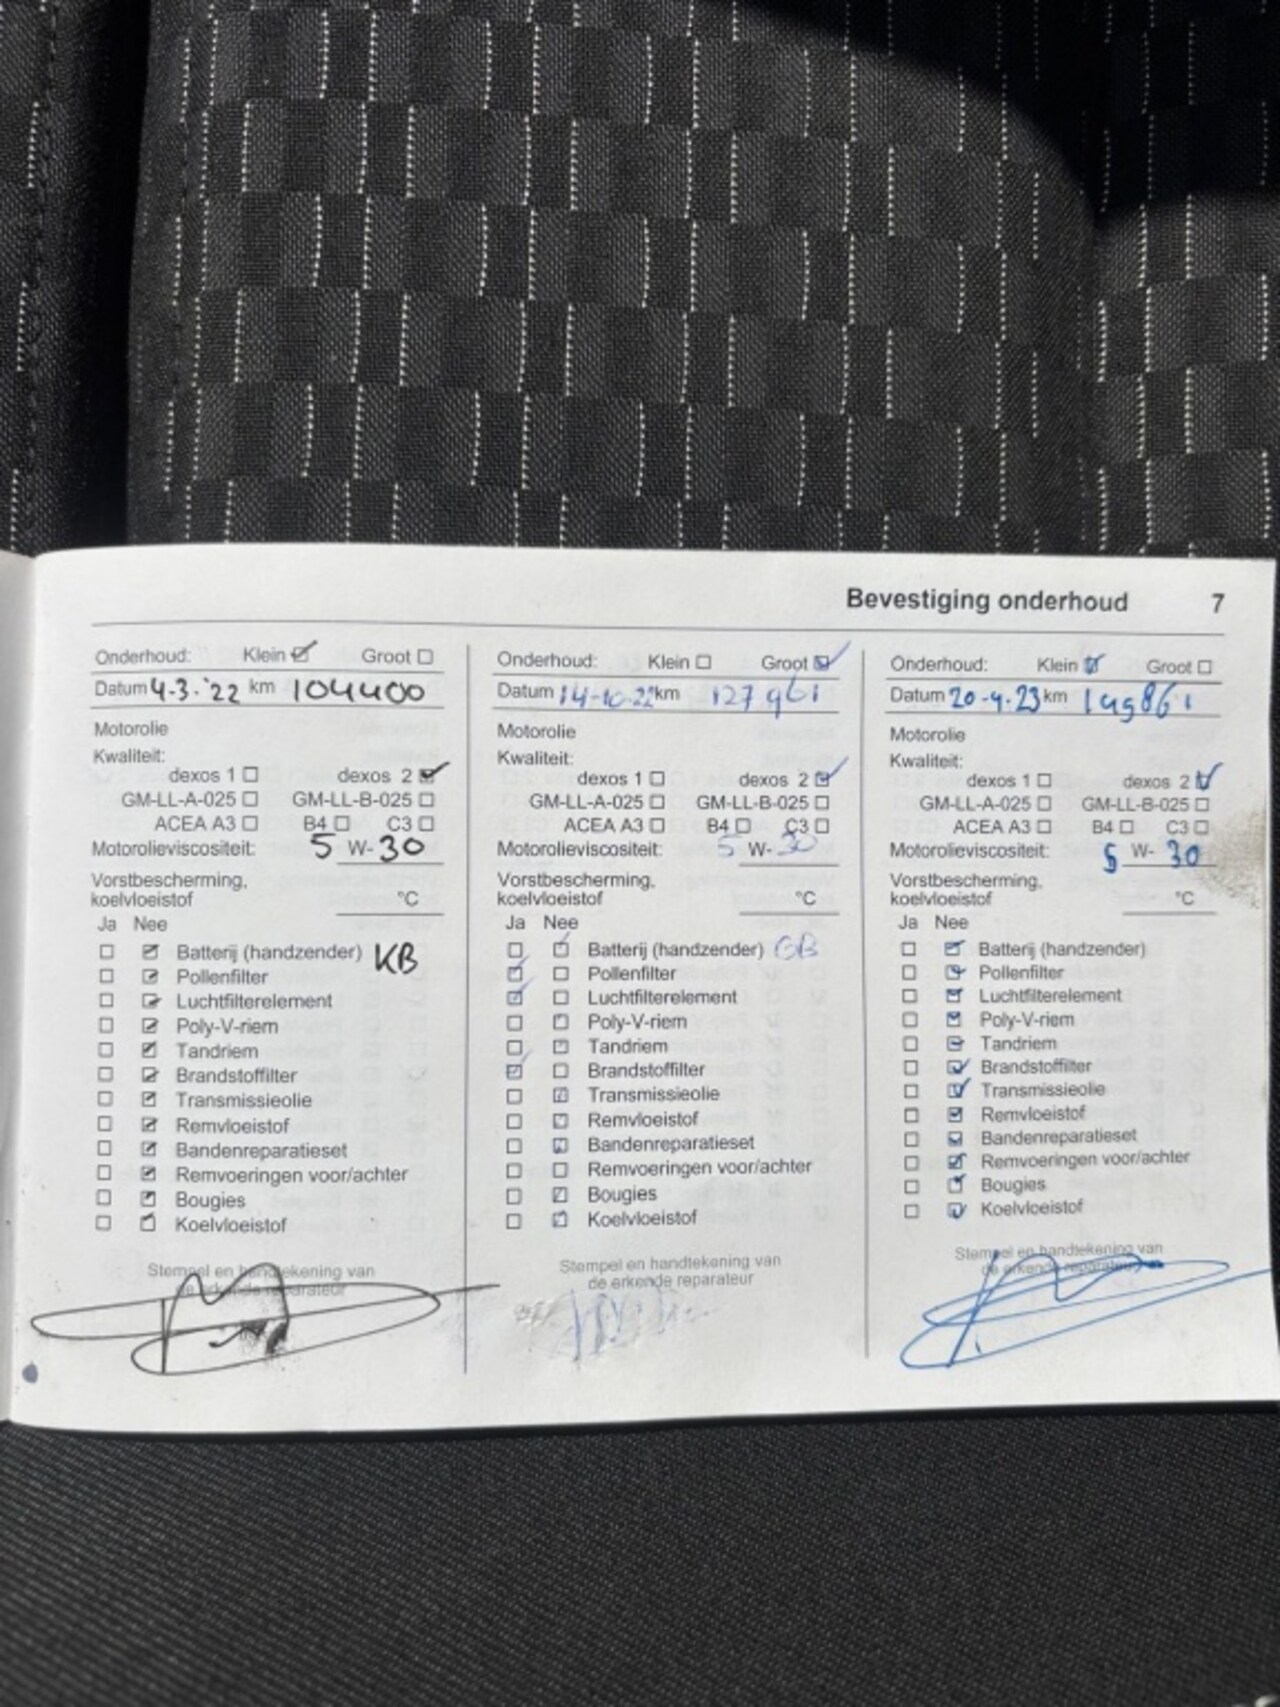 Bevestiging onderhoud 7
Onderhoud: Klein ☑ Groot ☐
Datum 4-3-'22 km 104400
Motorolie
Kwaliteit:
dexos 1 ☐ dexos 2 ☑
GM-LL-A-025 ☐ GM-LL-B-025 ☐
ACEA A3 ☐ B4 ☐ C3 ☐
Motorolieviscositeit: 5 W-30
Vorstbescherming,
koelvloeistof °C
Ja Nee
☐ ☑ Batterij (handzender) KB
☐ ☑ Pollenfilter
☐ ☑ Luchtfilterelement
☐ ☑ Poly-V-riem
☐ ☑ Tandriem
☐ ☑ Brandstoffilter
☐ ☑ Transmissieolie
☐ ☑ Remvloeistof
☐ ☑ Bandenreparatieset
☐ ☑ Remvoeringen voor/achter
☐ ☑ Bougies
☐ ☑ Koelvloeistof
Stempel en handtekening van
de erkende reparateur
Onderhoud: Klein ☐ Groot ☑
Datum 14-10-22 km 127961
Motorolie
Kwaliteit:
dexos 1 ☐ dexos 2 ☑
GM-LL-A-025 ☐ GM-LL-B-025 ☐
ACEA A3 ☐ B4 ☐ C3 ☐
Motorolieviscositeit: 5 W-30
Vorstbescherming,
koelvloeistof °C
Ja Nee
☐ ☑ Batterij (handzender) GB
☑ ☐ Pollenfilter
☑ ☐ Luchtfilterelement
☐ ☑ Poly-V-riem
☐ ☑ Tandriem
☑ ☐ Brandstoffilter
☐ ☑ Transmissieolie
☐ ☑ Remvloeistof
☐ ☑ Bandenreparatieset
☐ ☐ Remvoeringen voor/achter
☐ ☑ Bougies
☐ ☑ Koelvloeistof
Stempel en handtekening van
de erkende reparateur
Onderhoud: Klein ☑ Groot ☐
Datum 20-4-23 km 149861
Motorolie
Kwaliteit:
dexos 1 ☐ dexos 2 ☑
GM-LL-A-025 ☐ GM-LL-B-025 ☐
ACEA A3 ☐ B4 ☐ C3 ☐
Motorolieviscositeit: 5 W-30
Vorstbescherming,
koelvloeistof °C
Ja Nee
☐ ☑ Batterij (handzender)
☐ ☑ Pollenfilter
☐ ☑ Luchtfilterelement
☐ ☑ Poly-V-riem
☐ ☑ Tandriem
☐ ☑ Brandstoffilter
☐ ☑ Transmissieolie
☐ ☑ Remvloeistof
☐ ☑ Bandenreparatieset
☐ ☑ Remvoeringen voor/achter
☐ ☑ Bougies
☐ ☑ Koelvloeistof
Stempel en handtekening van
de erkende reparateur